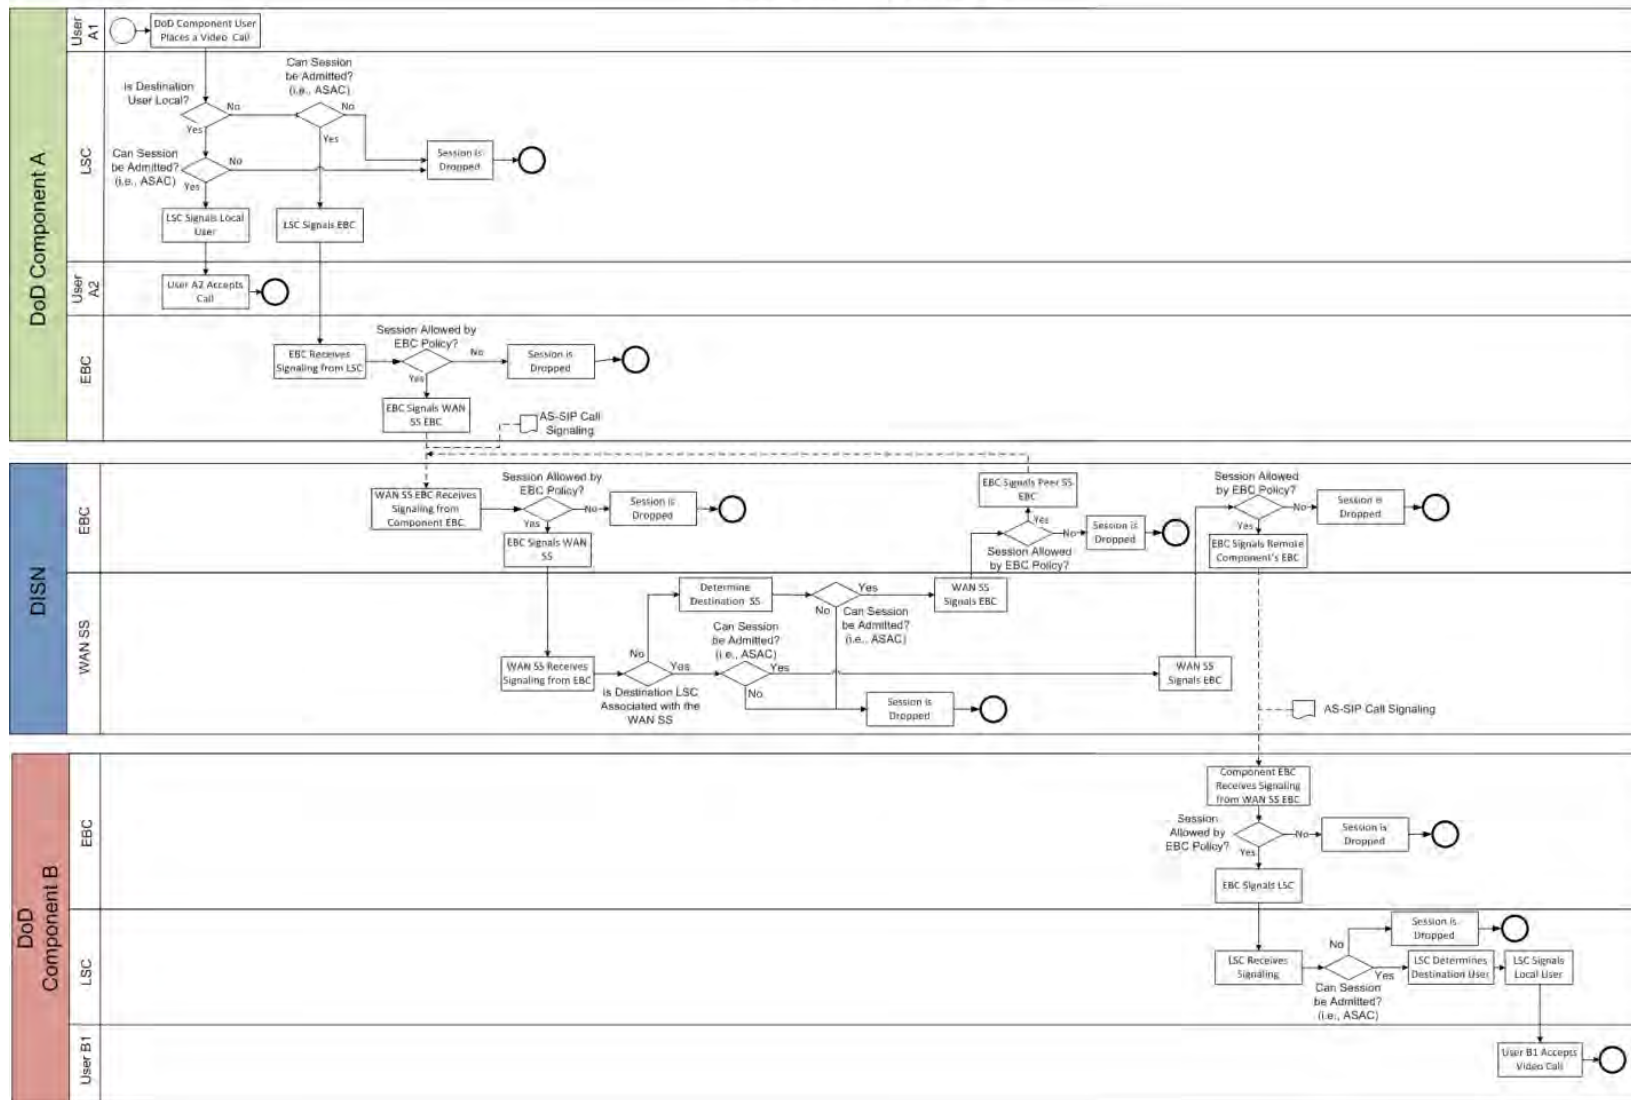 DoD Component A
User
A1
DoD Component User
Places a Video Call
LSC
Is Destination
User Local?
No
Yes
Can Session
be Admitted?
(i.e., ASAC)
No
Yes
Can Session
be Admitted?
(i.e., ASAC)
No
Yes
Session is
Dropped
LSC Signals Local
User
LSC Signals EBC
User
A2
User A2 Accepts
Call
EBC
EBC Receives
Signaling from LSC
Session Allowed by
EBC Policy?
No
Yes
Session is
Dropped
EBC Signals WAN
SS EBC
AS-SIP Call
Signaling
DISN
EBC
WAN SS EBC Receives
Signaling from
Component EBC
Session Allowed by
EBC Policy?
No
Yes
Session is
Dropped
EBC Signals WAN
SS
EBC Signals Peer SS
EBC
Yes
No
Session is
Dropped
Session Allowed
by EBC Policy?
Session Allowed
by EBC Policy?
No
Yes
Session is
Dropped
EBC Signals Remote
Component's EBC
WAN SS
Determine
Destination SS
Yes
No
Can Session
be Admitted?
(i.e., ASAC)
WAN SS
Signals EBC
WAN SS Receives
Signaling from EBC
No
Yes
Is Destination LSC
Associated with the
WAN SS
Can Session
be Admitted?
(i.e., ASAC)
Yes
No
Session is
Dropped
WAN SS
Signals EBC
AS-SIP Call Signaling
DoD
Component B
EBC
Component EBC
Receives Signaling
from WAN SS EBC
Session
Allowed by
EBC Policy?
No
Yes
Session is
Dropped
EBC Signals LSC
LSC
LSC Receives
Signaling
No
Yes
Can Session
be Admitted?
(i.e., ASAC)
Session is
Dropped
LSC Determines
Destination User
LSC Signals
Local User
User B1
User B1 Accepts
Video Call